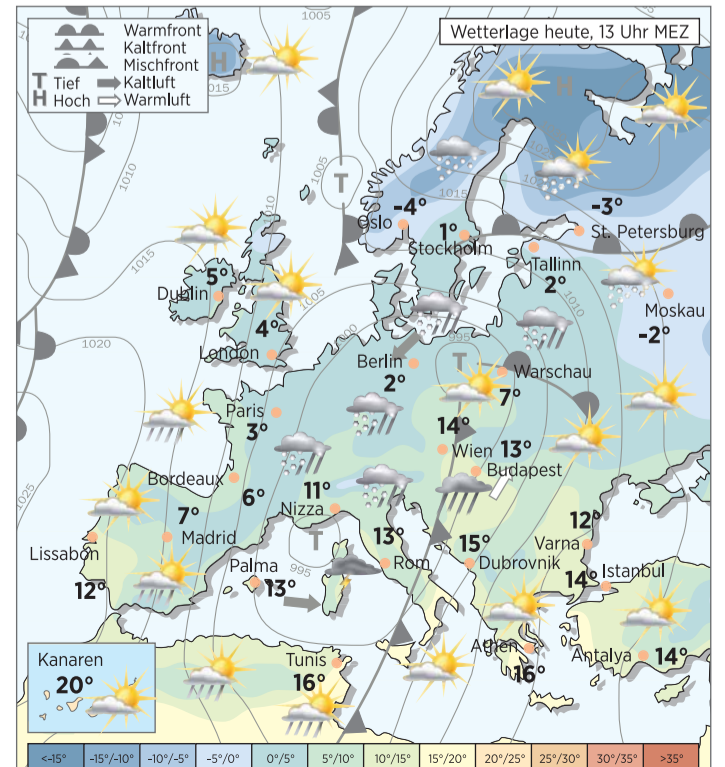 Warmfront
Kaltfront
Mischfront
T Tief
Kaltluft
H Hoch
Warmluft
Wetterlage heute, 13 Uhr MEZ
1005
H
1015
1010
1005
T
1010
1015
H
1015
-4°
Oslo
1°
Stockholm
-3°
St. Petersburg
Tallinn
2°
1010
Moskau
-2°
1015
5°
Dublin
4°
London
1005
1000
995
1020
Berlin
2°
T
Warschau
7°
Paris
3°
14°
Wien
13°
Budapest
1025
Bordeaux
6°
11°
Nizza
7°
Madrid
Lissabon
12°
T
995
Palma
13°
13°
Rom
15°
Dubrovnik
12°
Varna
14°
Istanbul
Athen
16°
Antalya
14°
Kanaren
20°
Tunis
16°
<-15°
-15°/-10°
-10°/-5°
-5°/0°
0°/5°
5°/10°
10°/15°
15°/20°
20°/25°
25°/30°
30°/35°
>35°